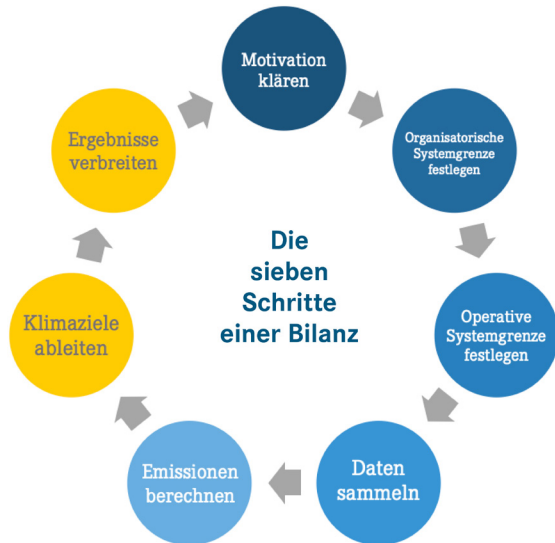 Motivation
klären
Organisatorische
Systemgrenze
festlegen
Operative
Systemgrenze
festlegen
Daten
sammeln
Emissionen
berechnen
Klimaziele
ableiten
Ergebnisse
verbreiten
Die
sieben
Schritte
einer Bilanz